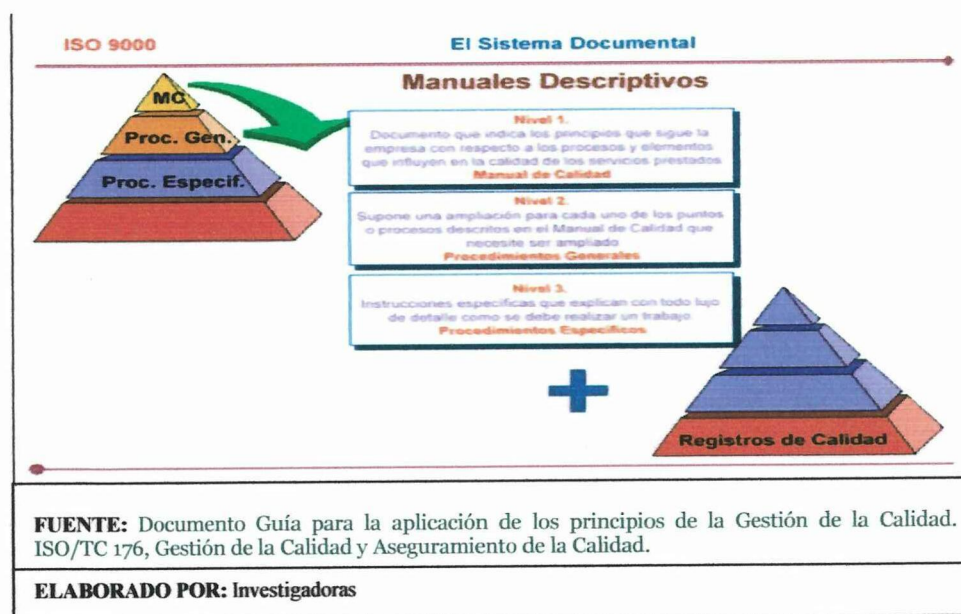 ISO 9000
El Sistema Documental
Manuales Descriptivos
MC
Proc. Gen.
Proc. Especif.
Nivel 1.
Documento que indica los principios que sigue la
empresa con respecto a los procesos y elementos
que influyen en la calidad de los servicios prestados
Manual de Calidad
Nivel 2.
Supone una ampliación para cada uno de los puntos
o procesos descritos en el Manual de Calidad que
necesite ser ampliado
Procedimientos Generales
Nivel 3.
Instrucciones específicas que explican con todo lujo
de detalle como se debe realizar un trabajo
Procedimientos Específicos
Registros de Calidad
FUENTE: Documento Guía para la aplicación de los principios de la Gestión de la Calidad.
ISO/TC 176, Gestión de la Calidad y Aseguramiento de la Calidad.
ELABORADO POR: Investigadoras